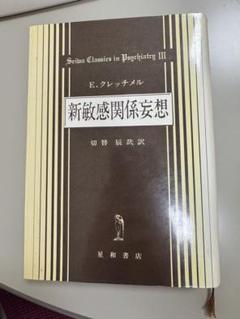 Seiwa Classics in Psychiatry III
E. クレッチメル
新敏感関係妄想
切替 辰哉 訳
星和書店